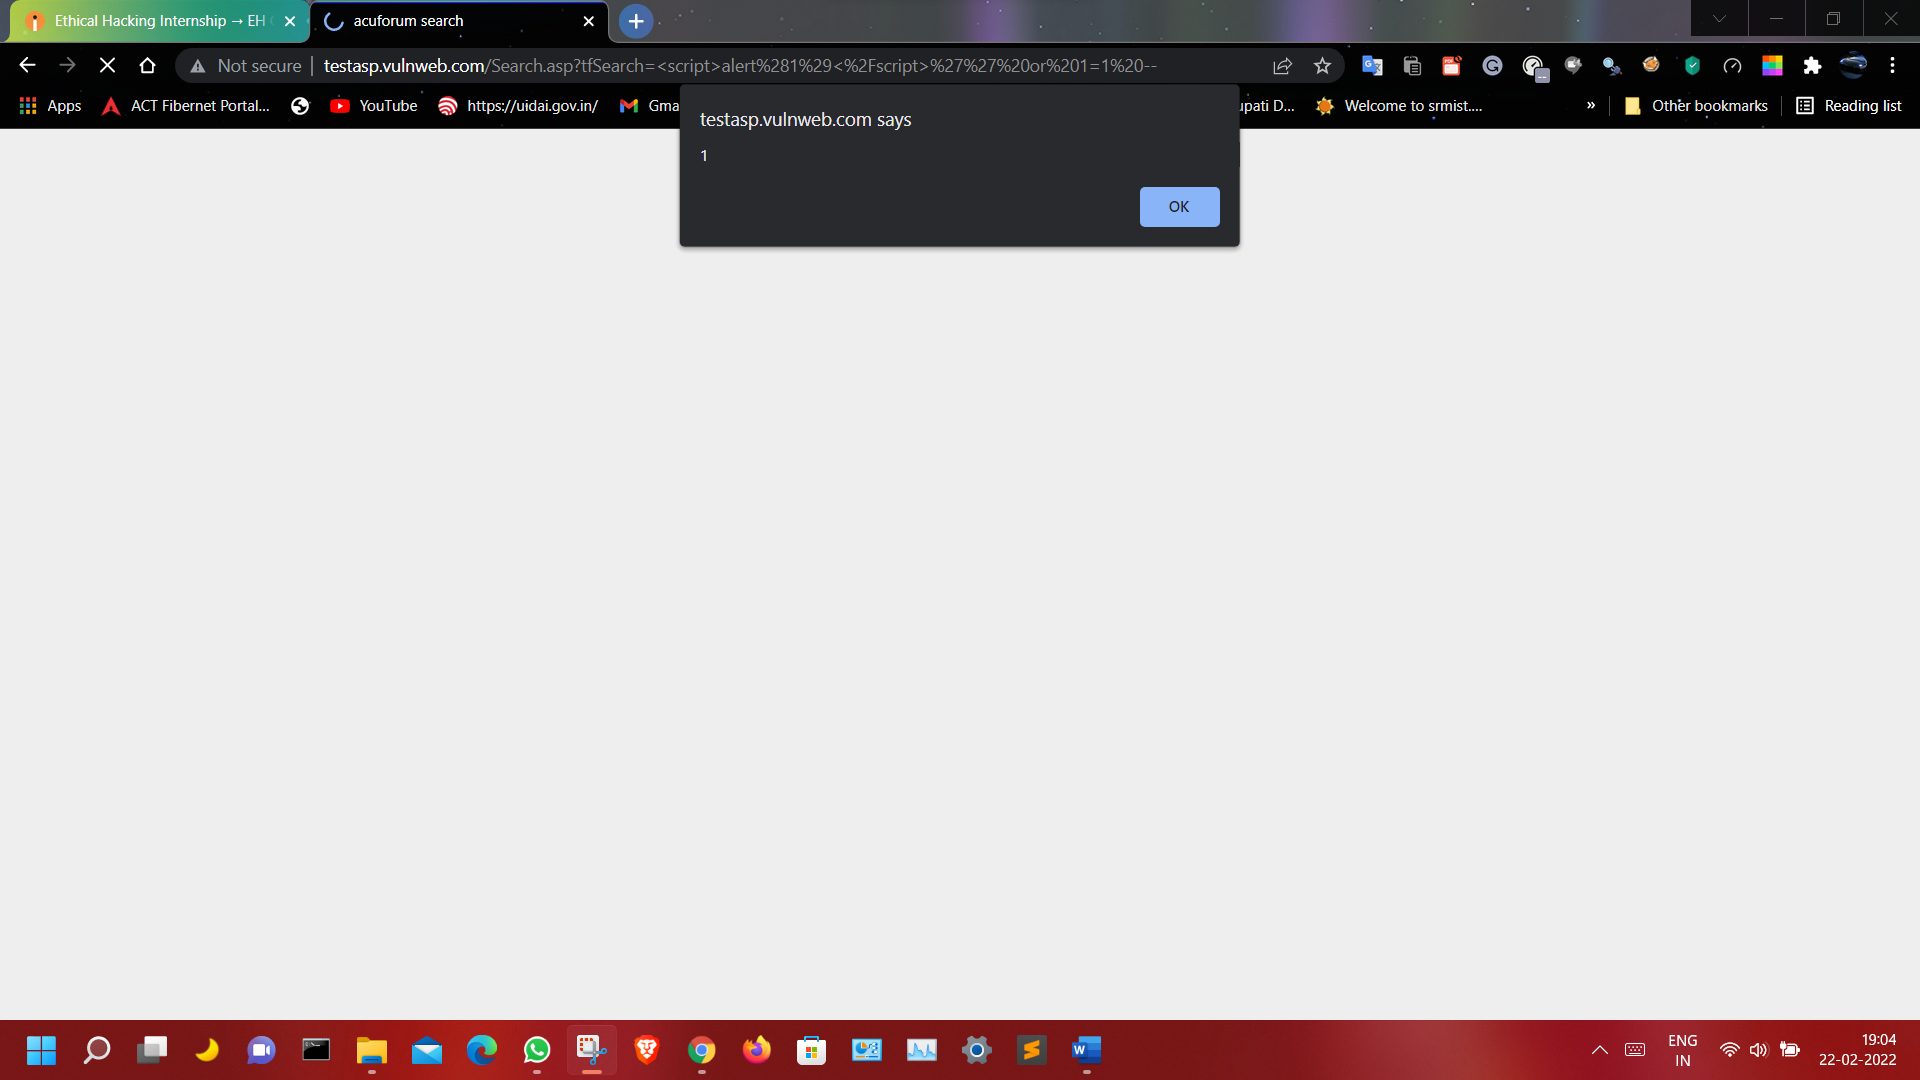 Ethical Hacking Internship → EH
acuforum search
Not secure
testasp.vulnweb.com/Search.asp?tfSearch=<script>alert%281%29<%2Fscript>%27%27%20or%201=1%20--
Apps
ACT Fibernet Portal...
YouTube
https://uidai.gov.in/
Gma
upati D...
Welcome to srmist....
»
Other bookmarks
Reading list
testasp.vulnweb.com says
1
OK
ENG
IN
19:04
22-02-2022